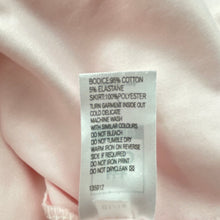 BODICE:95% COTTON
5% ELASTANE
SKIRT:100%POLYESTER
TURN GARMENT INSIDE OUT
COLD DELICATE
MACHINE WASH
WITH SIMILAR COLOURS
DO NOT BLEACH
DO NOT TUMBLE DRY
WARM IRON ON REVERSE
SIDE IF REQUIRED
DO NOT IRON PRINT
DO NOT DRYCLEAN